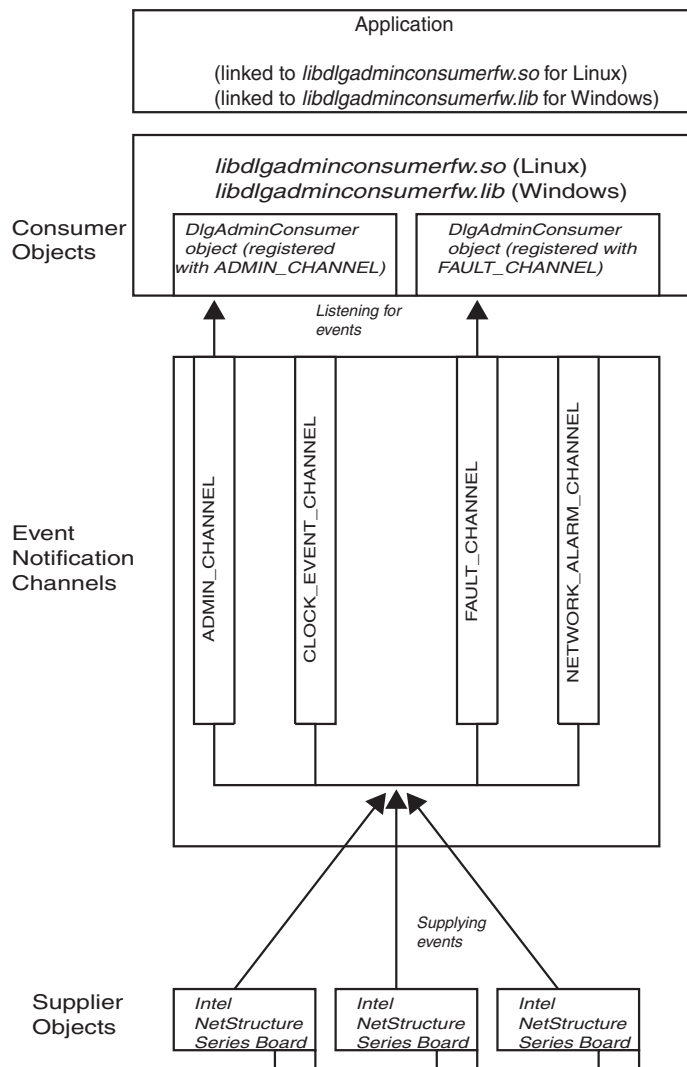 Application
(linked to libdlgadminconsumerfw.so for Linux)
(linked to libdlgadminconsumerfw.lib for Windows)
libdlgadminconsumerfw.so (Linux)
libdlgadminconsumerfw.lib (Windows)
Consumer
Objects
DlgAdminConsumer
object (registered
with ADMIN_CHANNEL)
DlgAdminConsumer
object (registered with
FAULT_CHANNEL)
Listening for
events
Event
Notification
Channels
ADMIN_CHANNEL
CLOCK_EVENT_CHANNEL
FAULT_CHANNEL
NETWORK_ALARM_CHANNEL
Supplying
events
Supplier
Objects
Intel
NetStructure
Series Board
Intel
NetStructure
Series Board
Intel
NetStructure
Series Board